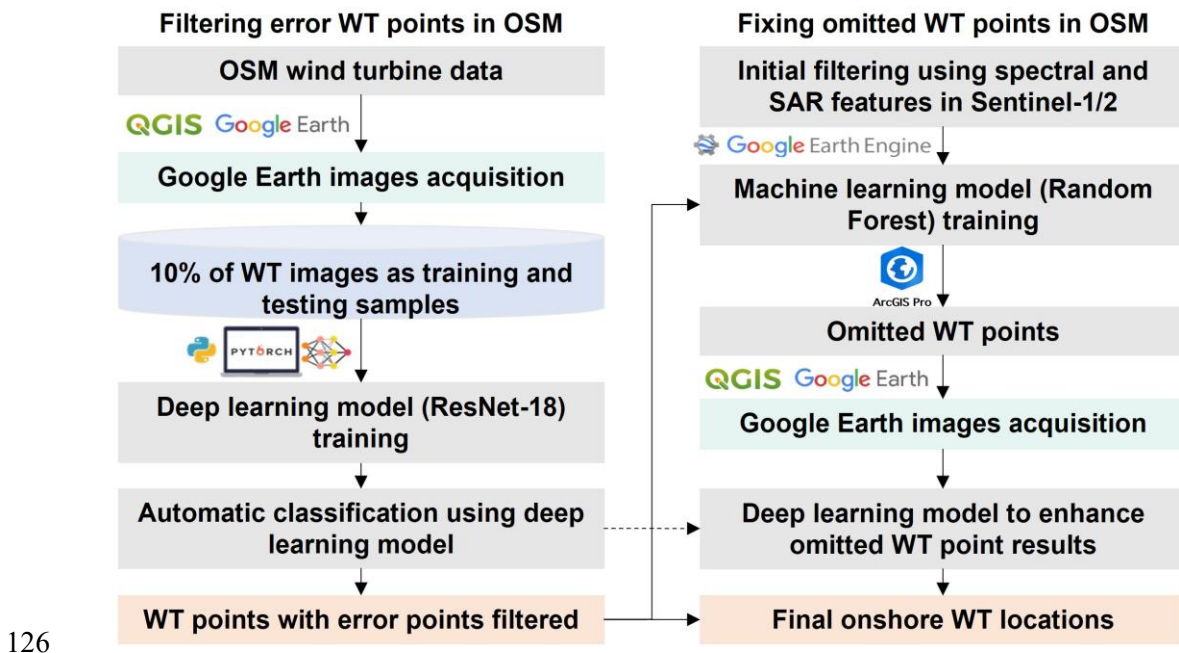 Filtering error WT points in OSM
OSM wind turbine data
QGIS Google Earth
Google Earth images acquisition
10% of WT images as training and
testing samples
PYTORCH
Deep learning model (ResNet-18)
training
Automatic classification using deep
learning model
WT points with error points filtered
Fixing omitted WT points in OSM
Initial filtering using spectral and
SAR features in Sentinel-1/2
Google Earth Engine
Machine learning model (Random
Forest) training
ArcGIS Pro
Omitted WT points
QGIS Google Earth
Google Earth images acquisition
Deep learning model to enhance
omitted WT point results
Final onshore WT locations
126